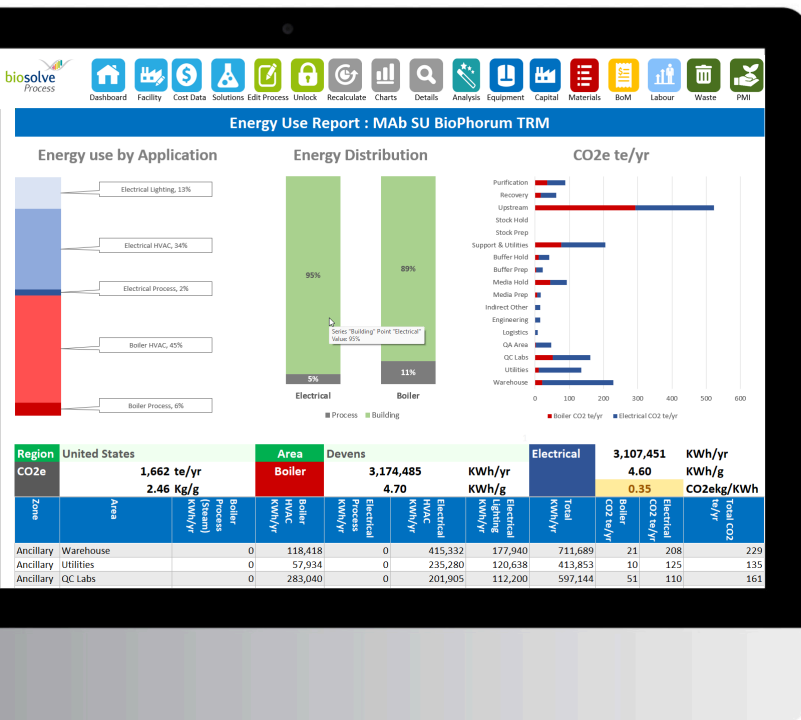 biosolve
Process
Dashboard Facility Cost Data Solutions Edit Process Unlock Recalculate Charts Details Analysis Equipment Capital Materials BoM Labour Waste PMI
Energy Use Report : MAb SU BioPhorum TRM
Energy use by Application
Electrical Lighting, 13%
Electrical HVAC, 34%
Electrical Process, 2%
Boiler HVAC, 45%
Boiler Process, 6%
Energy Distribution
95% 89%
Series "Building" Point "Electrical"
Value: 95%
5% 11%
Electrical Boiler
Process Building
CO2e te/yr
Purification
Recovery
Upstream
Stock Hold
Stock Prep
Support & Utilities
Buffer Hold
Buffer Prep
Media Hold
Media Prep
Indirect Other
Engineering
Logistics
QA Area
QC Labs
Utilities
Warehouse
0 100 200 300 400 500 600
Boiler CO2 te/yr Electrical CO2 te/yr
Region United States Area Devens Electrical 3,107,451 KWh/yr
CO2e 1,662 te/yr Boiler 3,174,485 KWh/yr 4.60 KWh/g
2.46 Kg/g 4.70 KWh/g 0.35 CO2ekg/KWh
Zone Area Boiler Process (Steam) KWh/yr Boiler HVAC KWh/yr Electrical Process KWh/yr Electrical HVAC KWh/yr Electrical Lighting KWh/yr Total KWh/yr Boiler CO2 te/yr Electrical CO2 te/yr Total CO2 te/yr
Ancillary Warehouse 0 118,418 0 415,332 177,940 711,689 21 208 229
Ancillary Utilities 0 57,934 0 235,280 120,638 413,853 10 125 135
Ancillary QC Labs 0 283,040 0 201,905 112,200 597,144 51 110 161